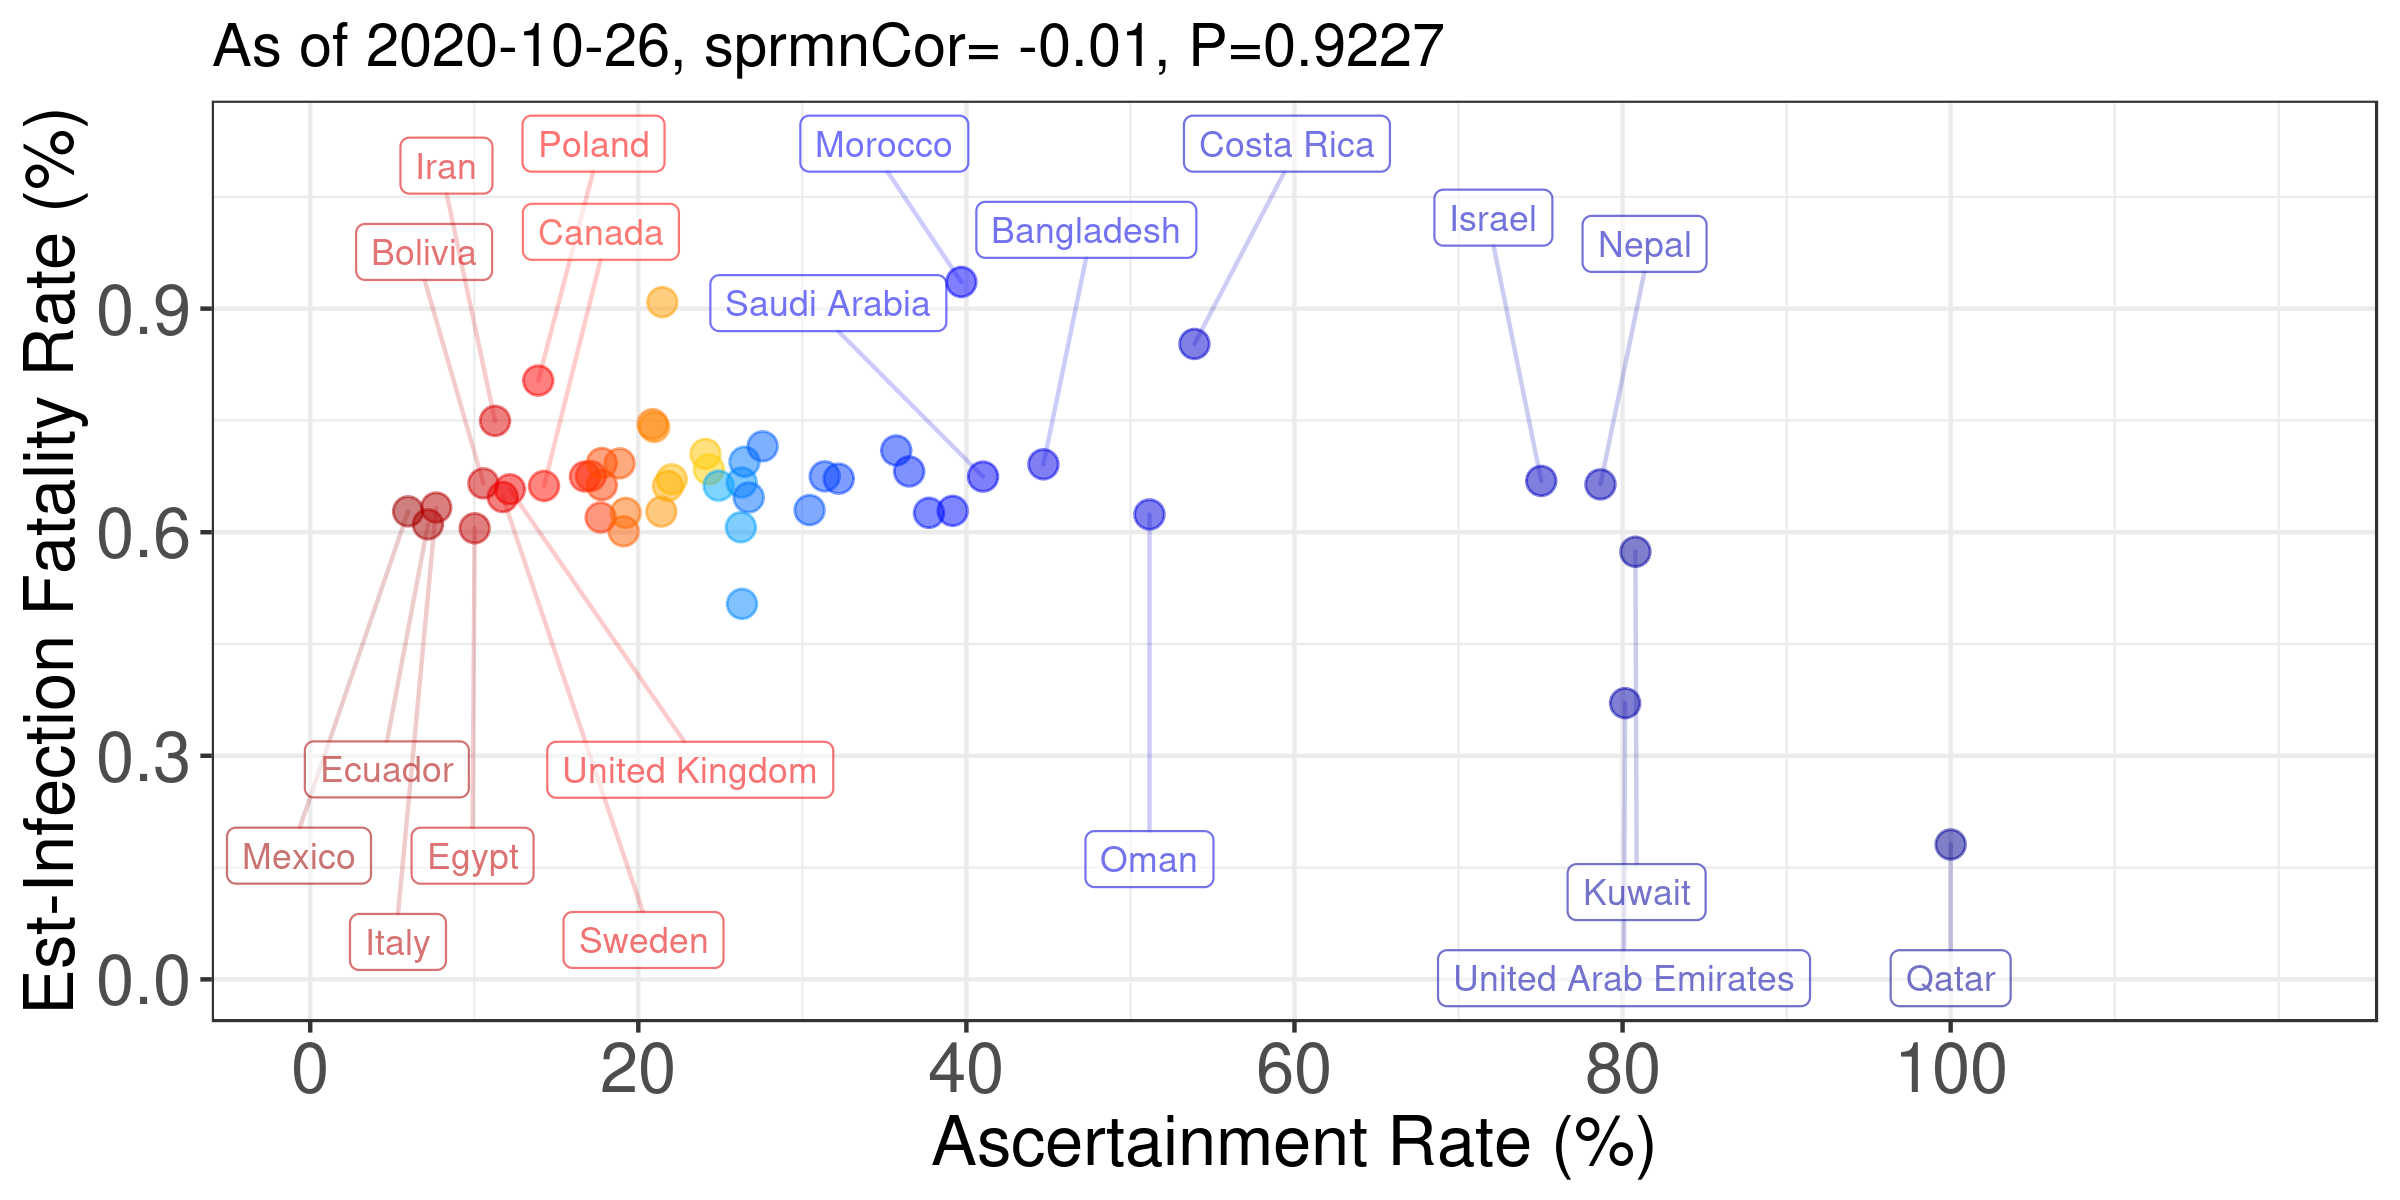 As of 2020-10-26, sprmnCor= -0.01, P=0.9227
Est-Infection Fatality Rate (%)
0.9
0.6
0.3
0.0
Poland
Morocco
Costa Rica
Iran
Israel
Canada
Bangladesh
Bolivia
Nepal
Saudi Arabia
Ecuador
United Kingdom
Mexico
Egypt
Oman
Kuwait
Italy
Sweden
United Arab Emirates
Qatar
0 20 40 60 80 100
Ascertainment Rate (%)